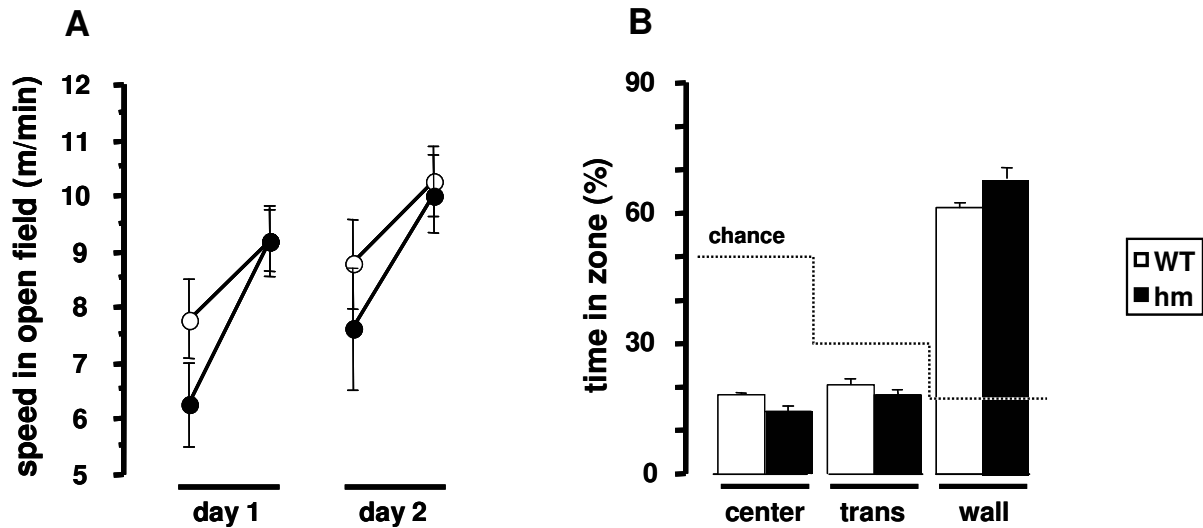 A
speed in open field (m/min)
12
11
10
9
8
7
6
5
day 1
day 2
B
time in zone (%)
90
60
30
0
chance
center
trans
wall
WT
hm